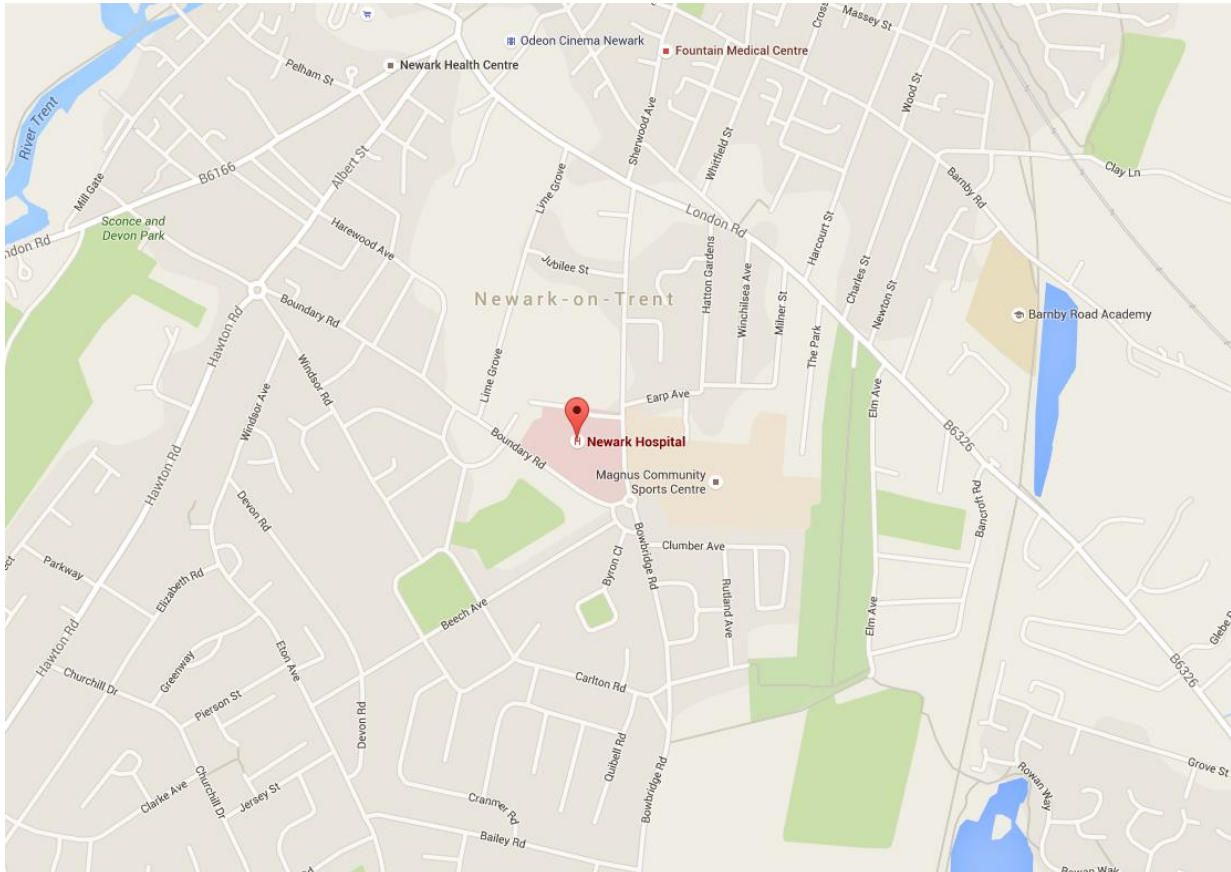 Massey St
Cross
Odeon Cinema Newark
Fountain Medical Centre
Newark Health Centre
Pelham St
Wood St
River Trent
Sherwood Ave
Whitfield St
Albert St
B6166
Mill Gate
Lime Grove
Clay Ln
Barnby Rd
Sconce and
Devon Park
ndon Rd
Harewood Ave
London Rd
Harcourt St
Jubilee St
Hatton Gardens
Winchilsea Ave
Charles St
Newton St
Newark-on-Trent
Milner St
Boundary Rd
Barnby Road Academy
Hawton Rd
The Park
Windsor Rd
Lime Grove
Windsor Ave
Earp Ave
Elm Ave
B6326
Boundary Rd
Newark Hospital
Magnus Community
Sports Centre
Hawton Rd
Devon Rd
Bancroft Rd
Bowbridge Rd
Clumber Ave
Parkway
Elizabeth Rd
Byron Cl
Rutland Ave
Beech Ave
Elm Ave
Hawton Rd
Greenway
Eton Ave
Glebe
B6326
Churchill Dr
Carlton Rd
Pierson St
Devon Rd
Quibell Rd
Bowbridge Rd
Grove St
Rowan Way
Clarke Ave
Churchill Dr
Jersey St
Cranmer Rd
Bailey Rd
Rowan Wak